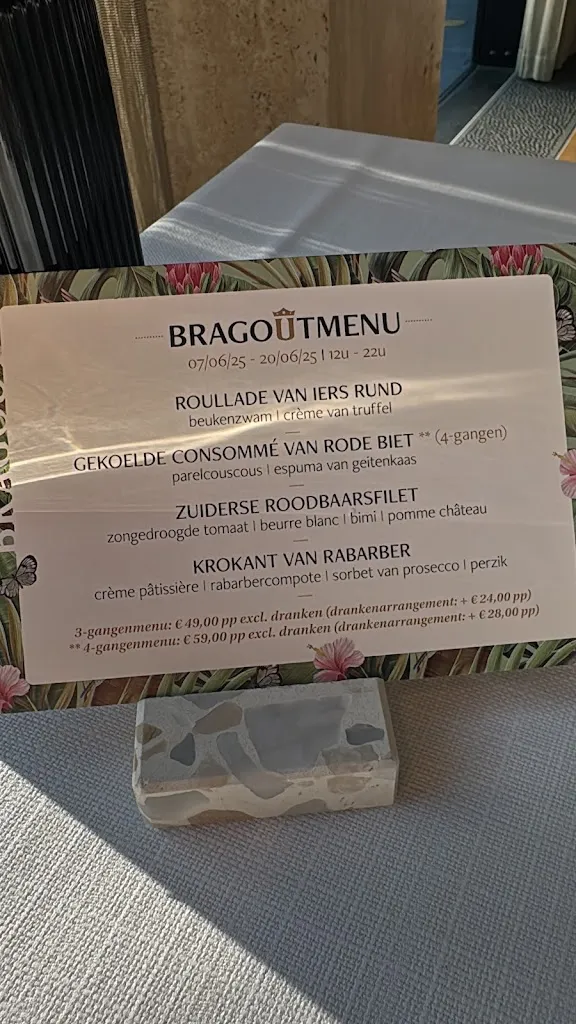 BRAGOÛTMENU
07/06/25 - 20/06/25 | 12u - 22u
ROULLADE VAN IERS RUND
beukenzwam | crème van truffel
GEKOELDE CONSOMMÉ VAN RODE BIET ** (4-gangen)
parelcouscous | espuma van geitenkaas
ZUIDERSE ROODBAARSFILET
zongedroogde tomaat | beurre blanc | bimi | pomme château
KROKANT VAN RABARBER
crème pâtissière | rabarbercompote | sorbet van prosecco | perzik
3-gangenmenu: € 49,00 pp excl. dranken (drankenarrangement: + € 24,00 pp)
** 4-gangenmenu: € 59,00 pp excl. dranken (drankenarrangement: + € 28,00 pp)